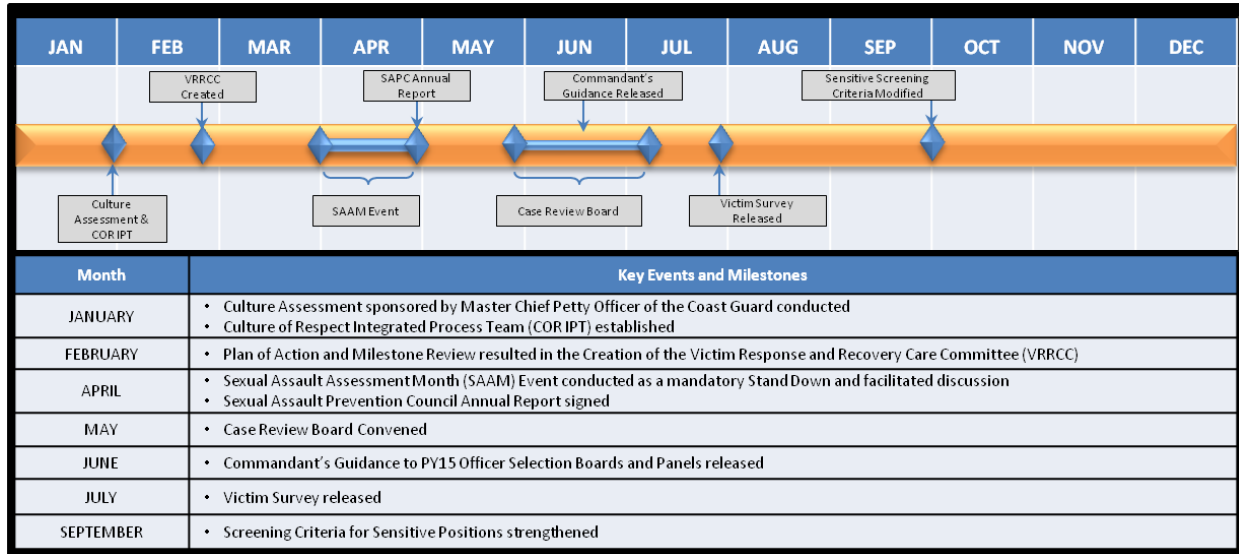 JAN FEB MAR APR MAY JUN JUL AUG SEP OCT NOV DEC
VRRCC
Created
SAPC Annual
Report
Commandant's
Guidance Released
Sensitive Screening
Criteria Modified
Culture
Assessment &
COR IPT
SAAM Event
Case Review Board
Victim Survey
Released
Month Key Events and Milestones
JANUARY
• Culture Assessment sponsored by Master Chief Petty Officer of the Coast Guard conducted
• Culture of Respect Integrated Process Team (COR IPT) established
FEBRUARY • Plan of Action and Milestone Review resulted in the Creation of the Victim Response and Recovery Care Committee (VRRCC)
APRIL
• Sexual Assault Assessment Month (SAAM) Event conducted as a mandatory Stand Down and facilitated discussion
• Sexual Assault Prevention Council Annual Report signed
MAY • Case Review Board Convened
JUNE • Commandant's Guidance to PY15 Officer Selection Boards and Panels released
JULY • Victim Survey released
SEPTEMBER • Screening Criteria for Sensitive Positions strengthened